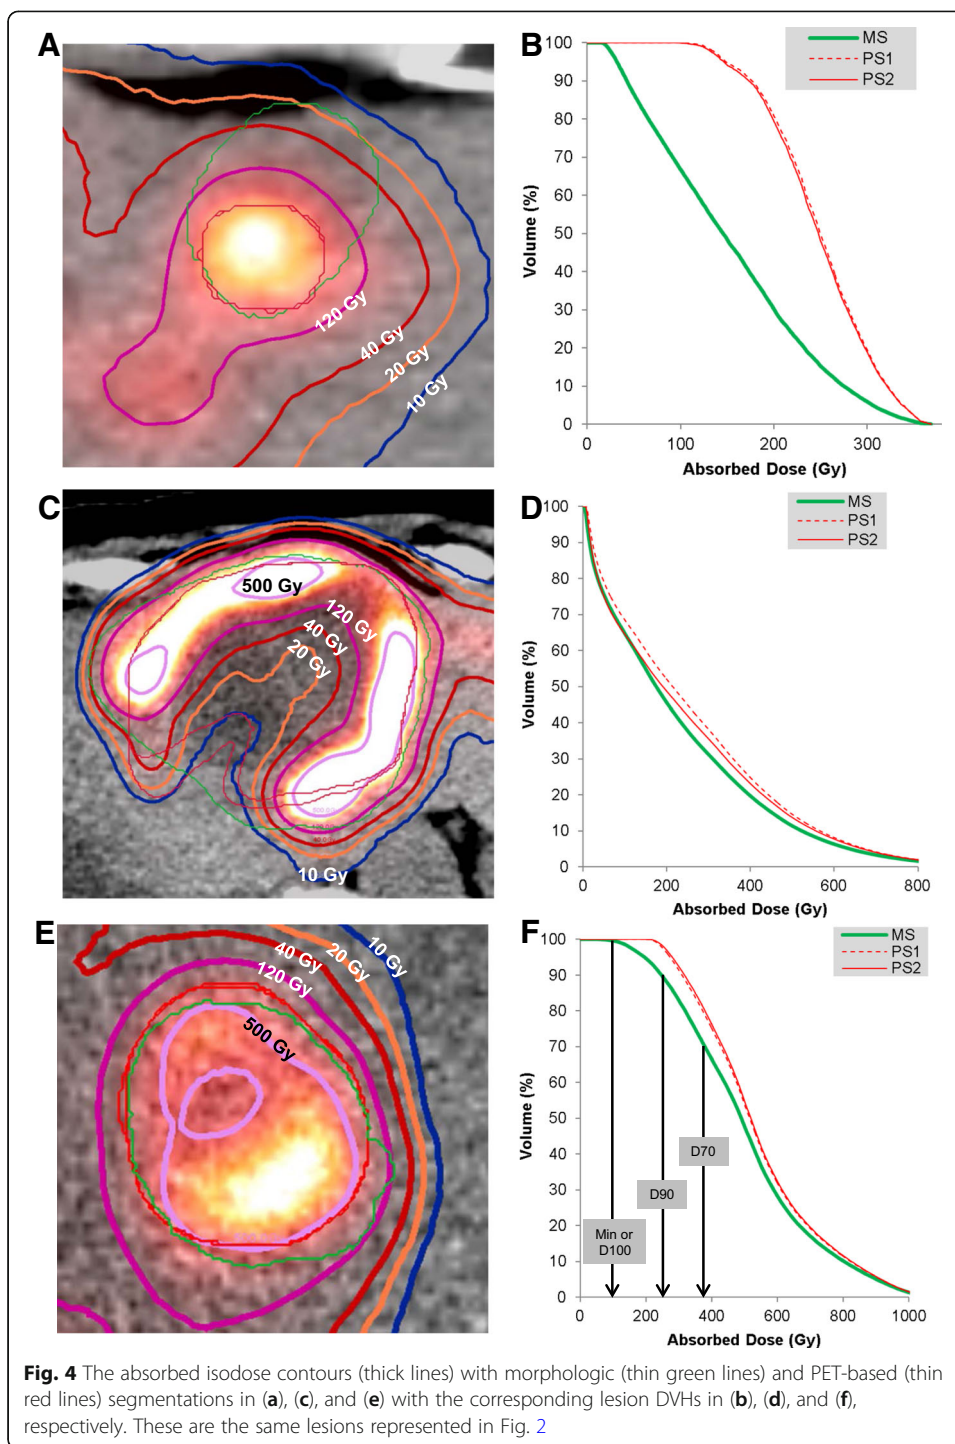 A
120 Gy
40 Gy
20 Gy
10 Gy
B
MS
PS1
PS2
Volume (%)
100
90
80
70
60
50
40
30
20
10
0
0 100 200 300
Absorbed Dose (Gy)
C
500 Gy
120 Gy
40 Gy
20 Gy
10 Gy
D
MS
PS1
PS2
Volume (%)
100
90
80
70
60
50
40
30
20
10
0
0 200 400 600 800
Absorbed Dose (Gy)
E
10 Gy
20 Gy
40 Gy
120 Gy
500 Gy
F
MS
PS1
PS2
Volume (%)
100
90
80
70
60
50
40
30
20
10
0
D70
D90
Min or
D100
0 200 400 600 800 1000
Absorbed Dose (Gy)
Fig. 4 The absorbed isodose contours (thick lines) with morphologic (thin green lines) and PET-based (thin
red lines) segmentations in (a), (c), and (e) with the corresponding lesion DVHs in (b), (d), and (f),
respectively. These are the same lesions represented in Fig. 2